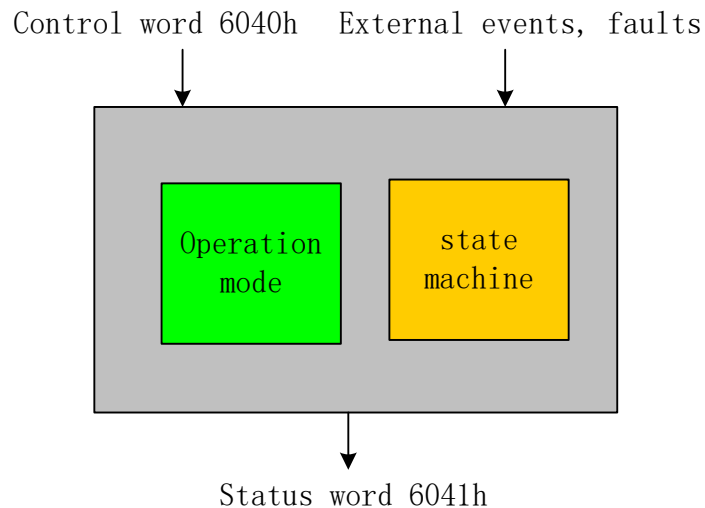 Control word 6040h
External events, faults
Operation
mode
state
machine
Status word 6041h